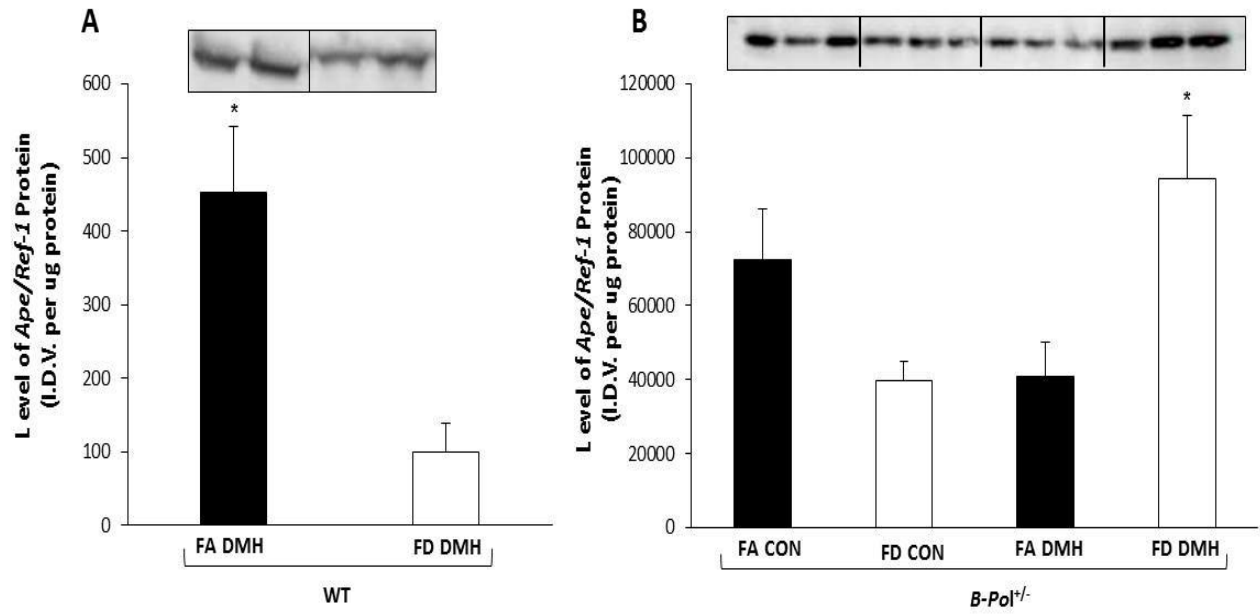 A
600
500
400
300
200
100
0
L evel of Ape/Ref-1 Protein
(I.D.V. per ug protein)
*
FA DMH FD DMH
WT
B
120000
100000
80000
60000
40000
20000
0
L evel of Ape/Ref-1 Protein
(I.D.V. per ug protein)
*
FA CON FD CON FA DMH FD DMH
B-Pol+/-